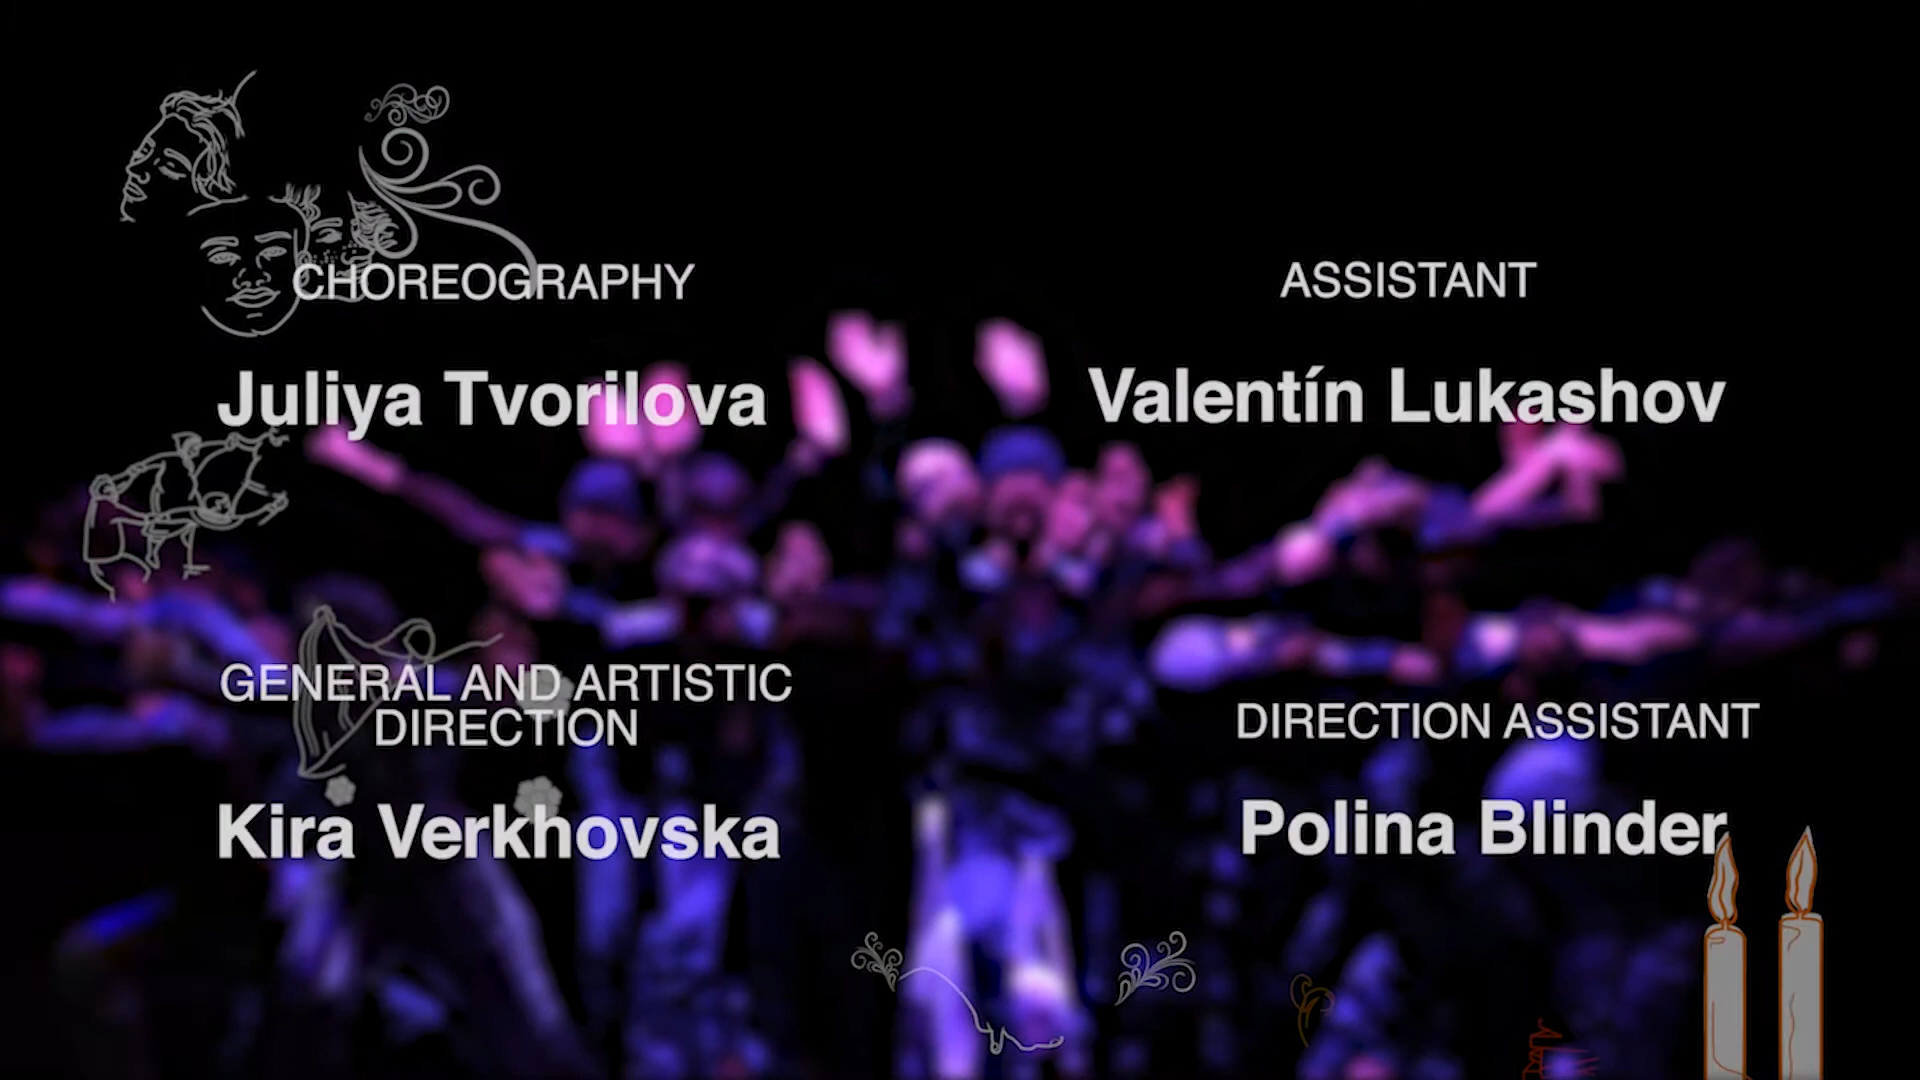 CHOREOGRAPHY
Juliya Tvorilova
ASSISTANT
Valentín Lukashov
GENERAL AND ARTISTIC
DIRECTION
Kira Verkhovska
DIRECTION ASSISTANT
Polina Blinder